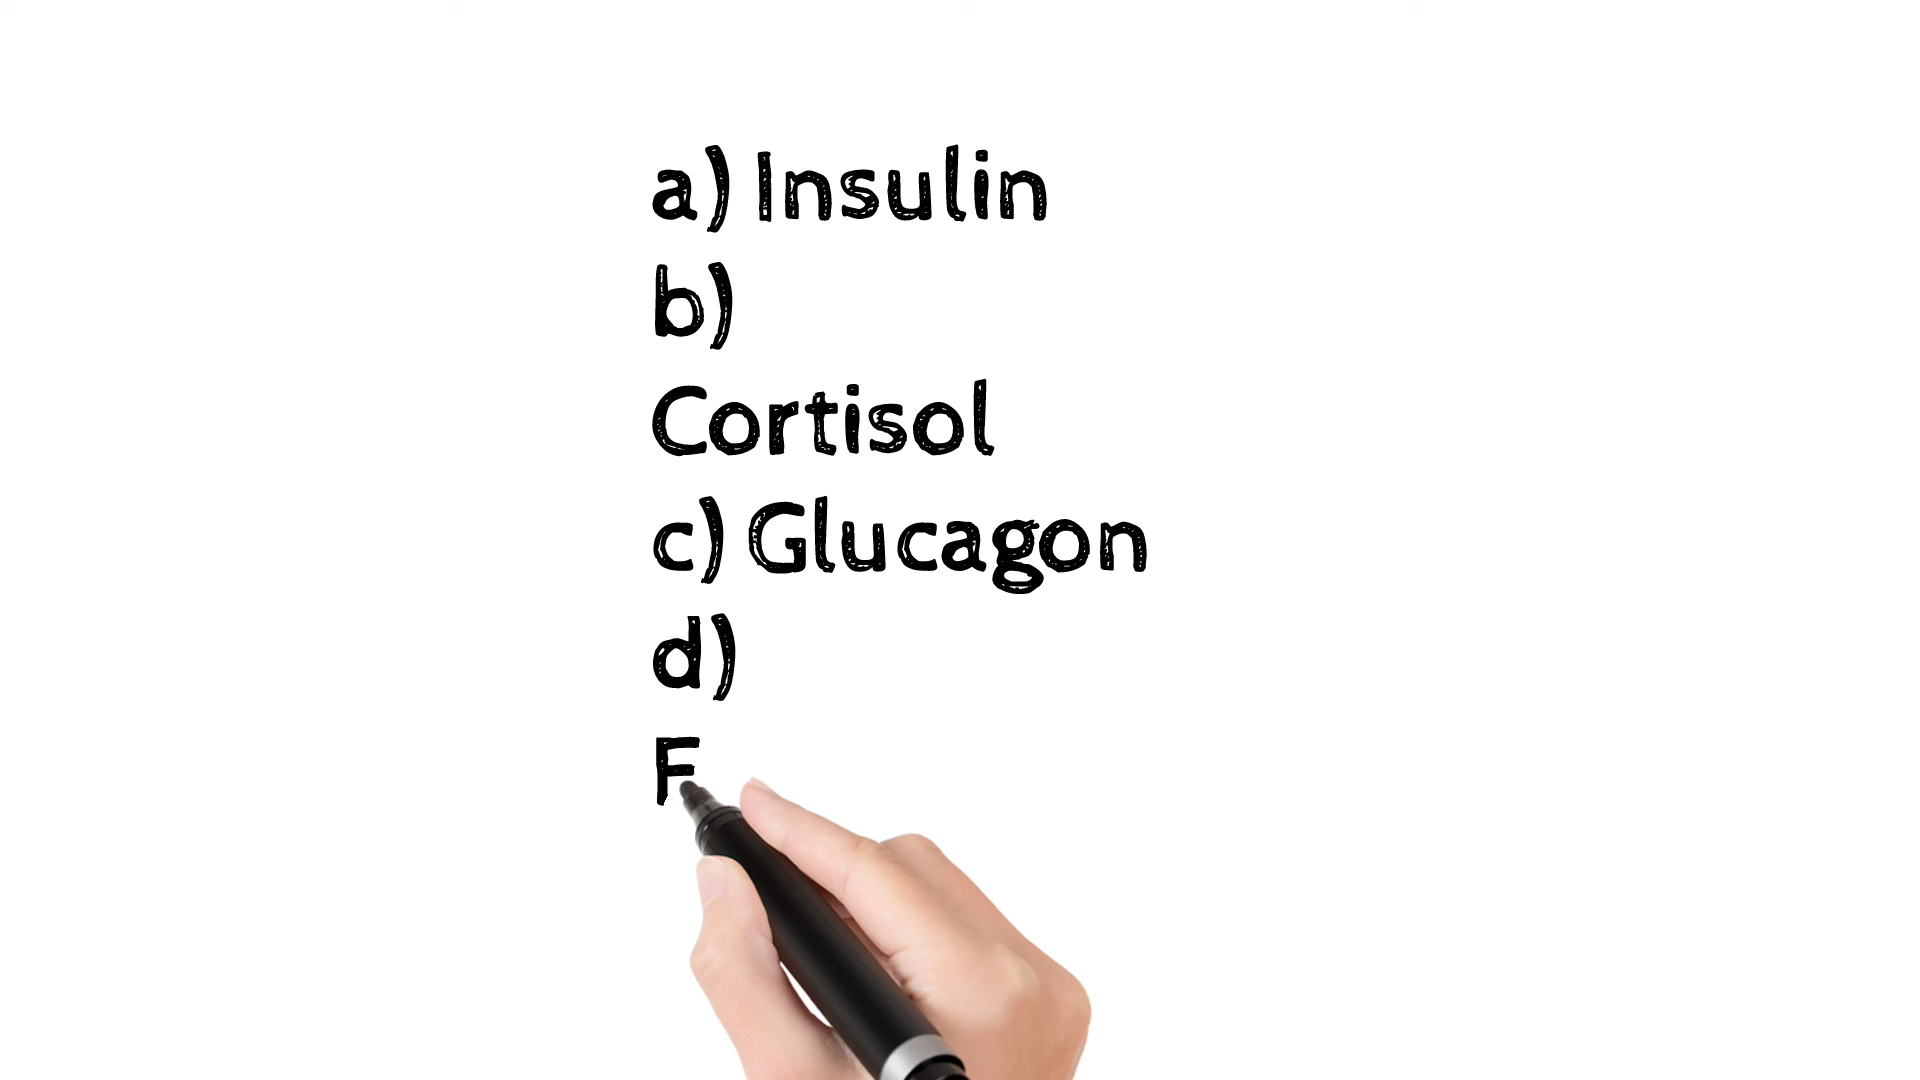 a) Insulin
b)
Cortisol
c) Glucagon
d)
F